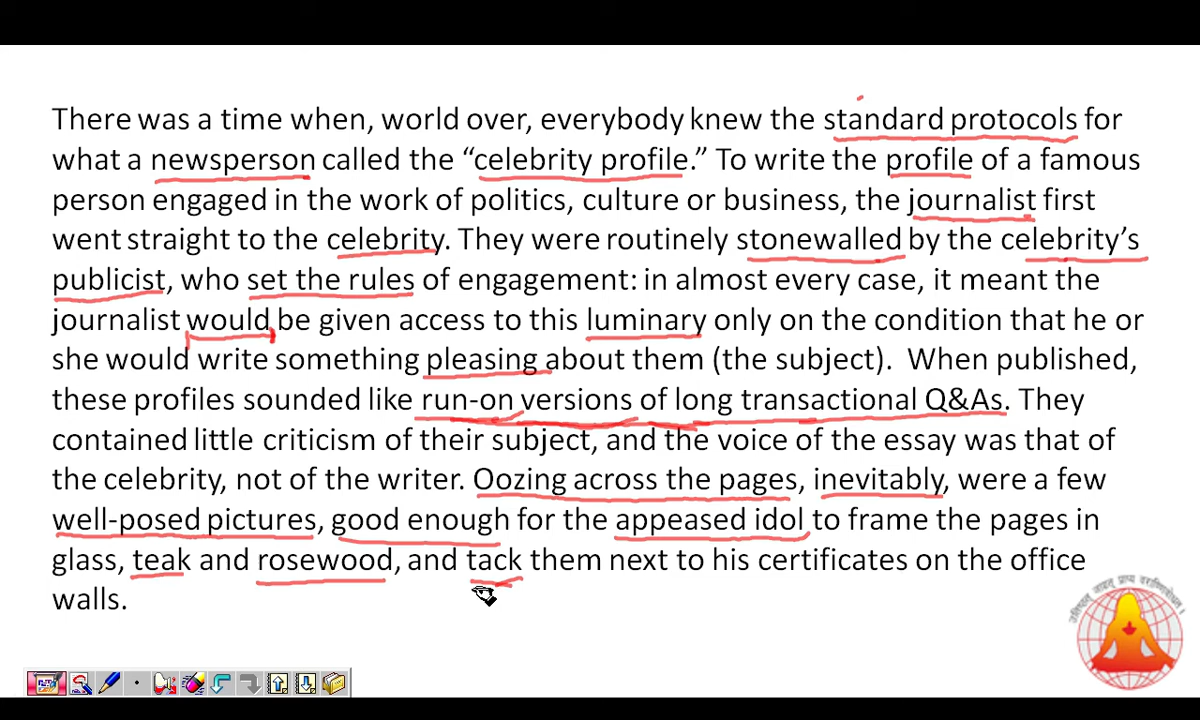 There was a time when, world over, everybody knew the standard protocols for
what a newsperson called the “celebrity profile.” To write the profile of a famous
person engaged in the work of politics, culture or business, the journalist first
went straight to the celebrity. They were routinely stonewalled by the celebrity’s
publicist, who set the rules of engagement: in almost every case, it meant the
journalist would be given access to this luminary only on the condition that he or
she would write something pleasing about them (the subject).  When published,
these profiles sounded like run-on versions of long transactional Q&As. They
contained little criticism of their subject, and the voice of the essay was that of
the celebrity, not of the writer. Oozing across the pages, inevitably, were a few
well-posed pictures, good enough for the appeased idol to frame the pages in
glass, teak and rosewood, and tack them next to his certificates on the office
walls.